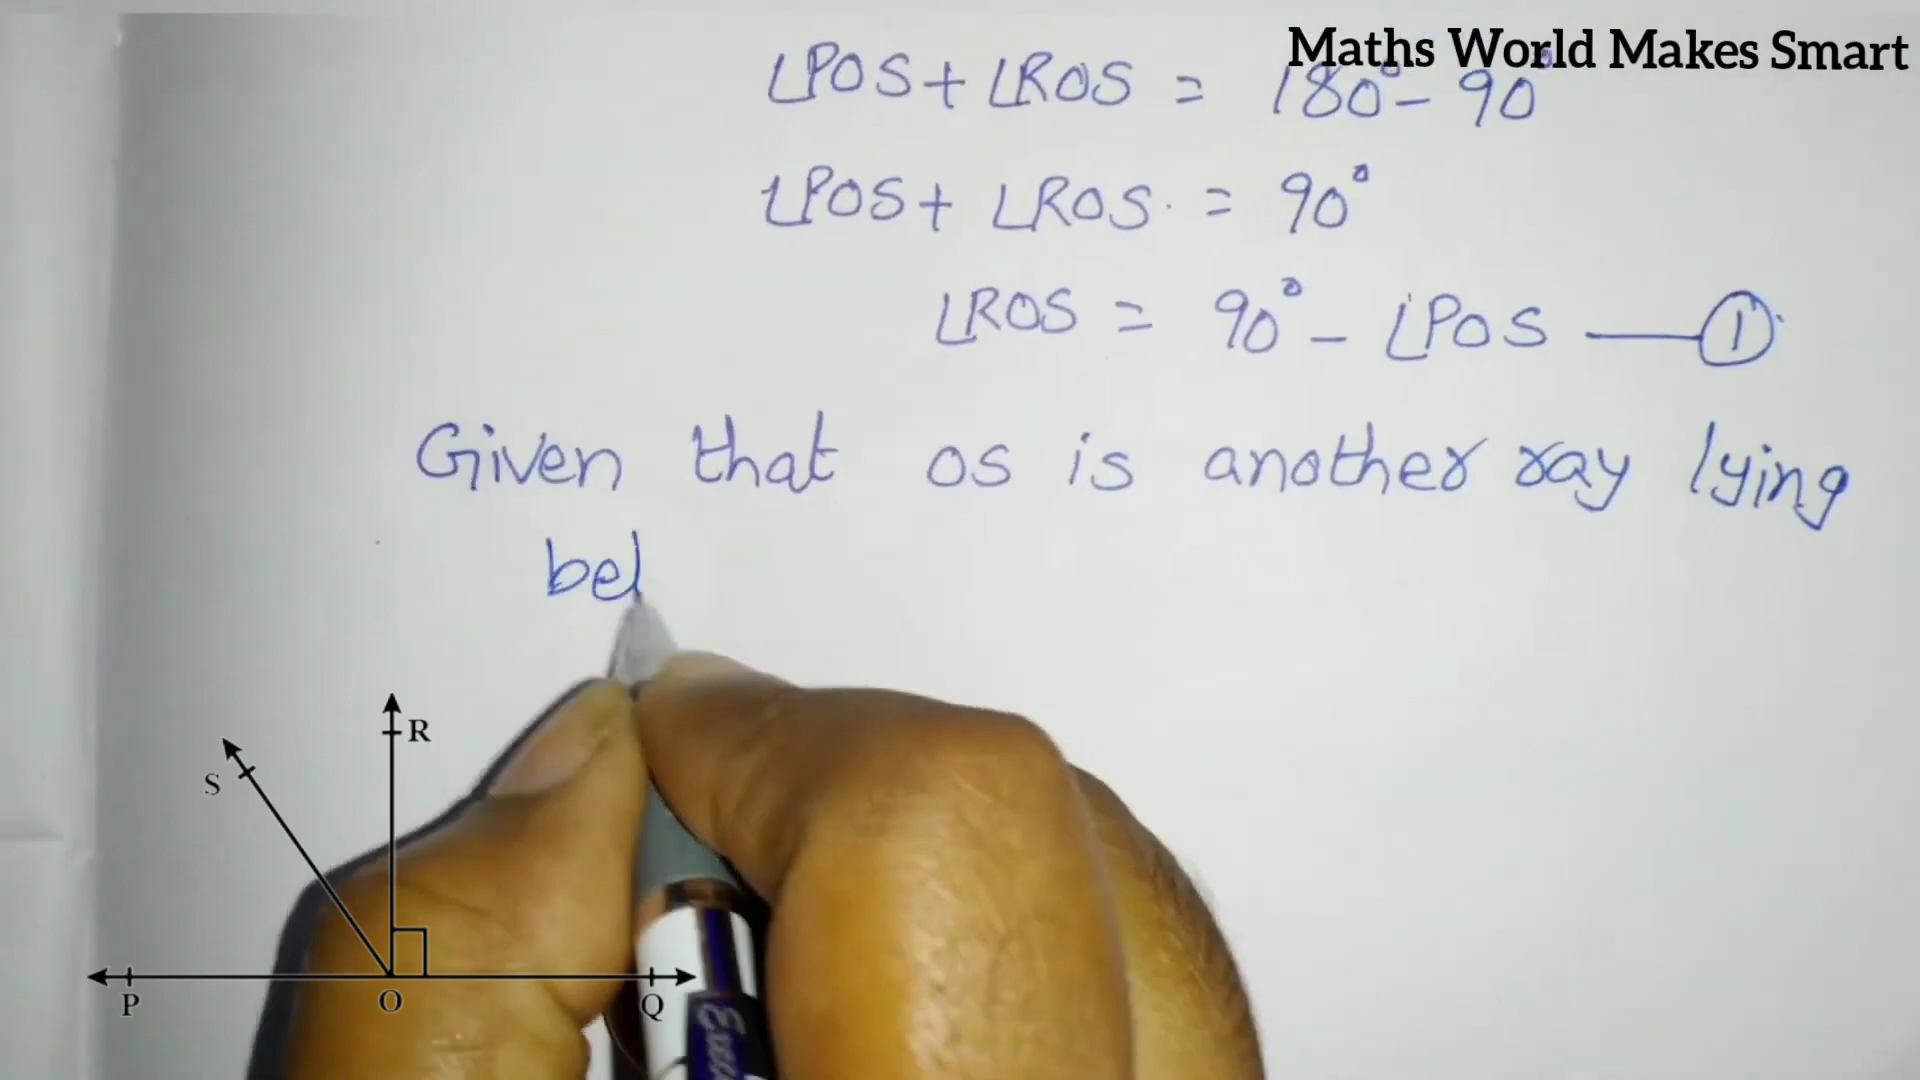 Maths World Makes Smart
∠POS + ∠ROS = 180° - 90°
∠POS + ∠ROS = 90°
∠ROS = 90° - ∠POS —— ①
Given that os is another ray lying
bet
R
S
P
O
Q